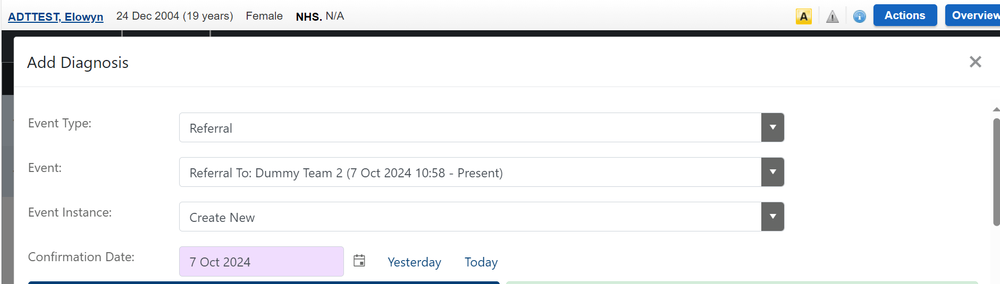 ADTTEST, Elowyn 24 Dec 2004 (19 years) Female NHS. N/A A Actions Overview
Add Diagnosis
Event Type: Referral
Event: Referral To: Dummy Team 2 (7 Oct 2024 10:58 - Present)
Event Instance: Create New
Confirmation Date: 7 Oct 2024 Yesterday Today